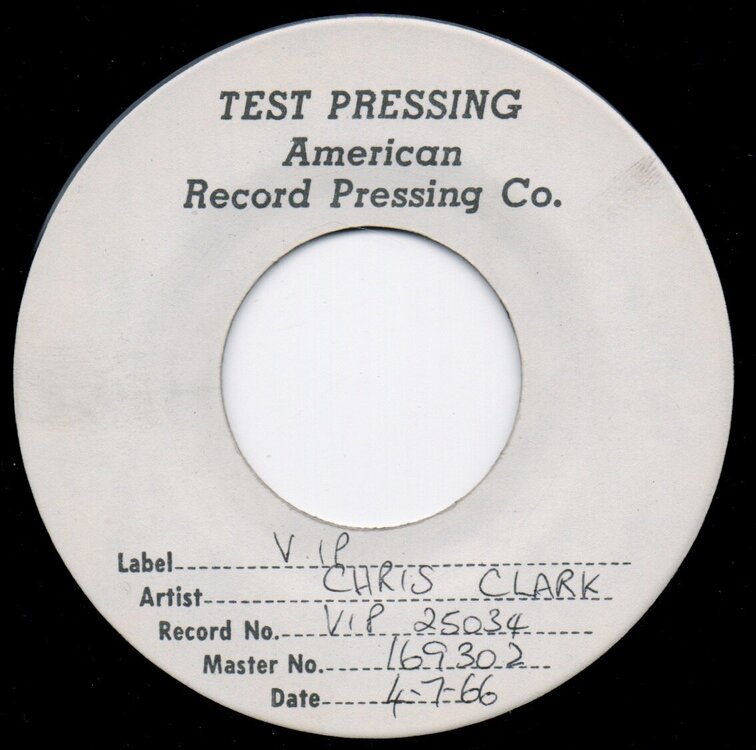 TEST PRESSING
American
Record Pressing Co.
Label V.IP
Artist CHRIS CLARK
Record No. VIP 25034
Master No. 169302
Date 4-7-66